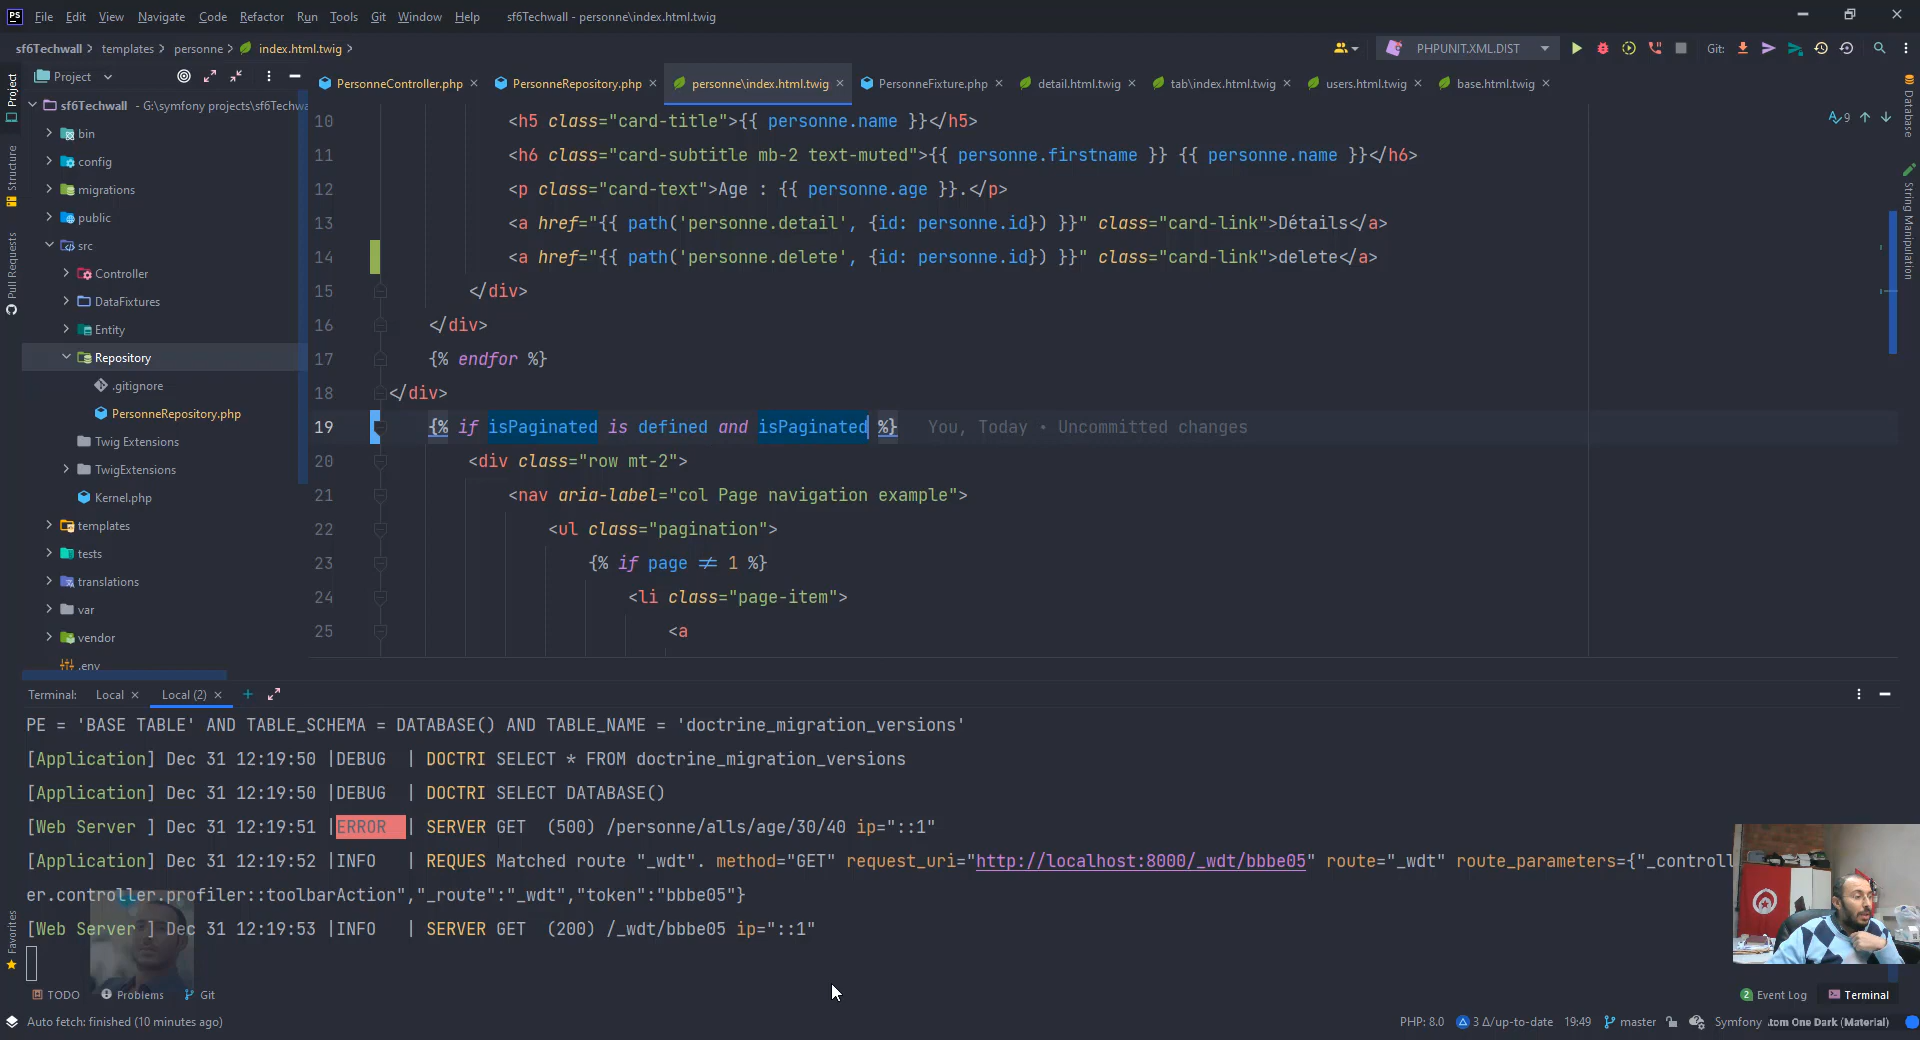 PS File Edit View Navigate Code Refactor Run Tools Git Window Help sf6Techwall - personne\index.html.twig
sf6Techwall templates personne index.html.twig
PHPUNIT.XML.DIST Git:
Project
PersonneController.php PersonneRepository.php personne\index.html.twig PersonneFixture.php detail.html.twig tab\index.html.twig users.html.twig base.html.twig
Project
Structure
Pull Requests
Favorites
Database
String Manipulation
sf6Techwall - G:\symfony projects\sf6Techwa
bin
config
migrations
public
src
Controller
DataFixtures
Entity
Repository
.gitignore
PersonneRepository.php
Twig Extensions
TwigExtensions
Kernel.php
templates
tests
translations
var
vendor
.env
9
10 <h5 class="card-title">{{ personne.name }}</h5>
11 <h6 class="card-subtitle mb-2 text-muted">{{ personne.firstname }} {{ personne.name }}</h6>
12 <p class="card-text">Age : {{ personne.age }}.</p>
13 <a href="{{ path('personne.detail', {id: personne.id}) }}" class="card-link">Détails</a>
14 <a href="{{ path('personne.delete', {id: personne.id}) }}" class="card-link">delete</a>
15 </div>
16 </div>
17 {% endfor %}
18 </div>
19 {% if isPaginated is defined and isPaginated %} You, Today • Uncommitted changes
20 <div class="row mt-2">
21 <nav aria-label="col Page navigation example">
22 <ul class="pagination">
23 {% if page != 1 %}
24 <li class="page-item">
25 <a
Terminal: Local Local (2)
PE = 'BASE TABLE' AND TABLE_SCHEMA = DATABASE() AND TABLE_NAME = 'doctrine_migration_versions'
[Application] Dec 31 12:19:50 |DEBUG | DOCTRI SELECT * FROM doctrine_migration_versions
[Application] Dec 31 12:19:50 |DEBUG | DOCTRI SELECT DATABASE()
[Web Server ] Dec 31 12:19:51 |ERROR | SERVER GET (500) /personne/alls/age/30/40 ip="::1"
[Application] Dec 31 12:19:52 |INFO | REQUES Matched route "_wdt". method="GET" request_uri="http://localhost:8000/_wdt/bbbe05" route="_wdt" route_parameters={"_controll
er.controller.profiler::toolbarAction","_route":"_wdt","token":"bbbe05"}
[Web Server ] Dec 31 12:19:53 |INFO | SERVER GET (200) /_wdt/bbbe05 ip="::1"
TODO Problems Git 2 Event Log Terminal
Auto fetch: finished (10 minutes ago) PHP: 8.0 3 Δ/up-to-date 19:49 master Symfony Atom One Dark (Material)